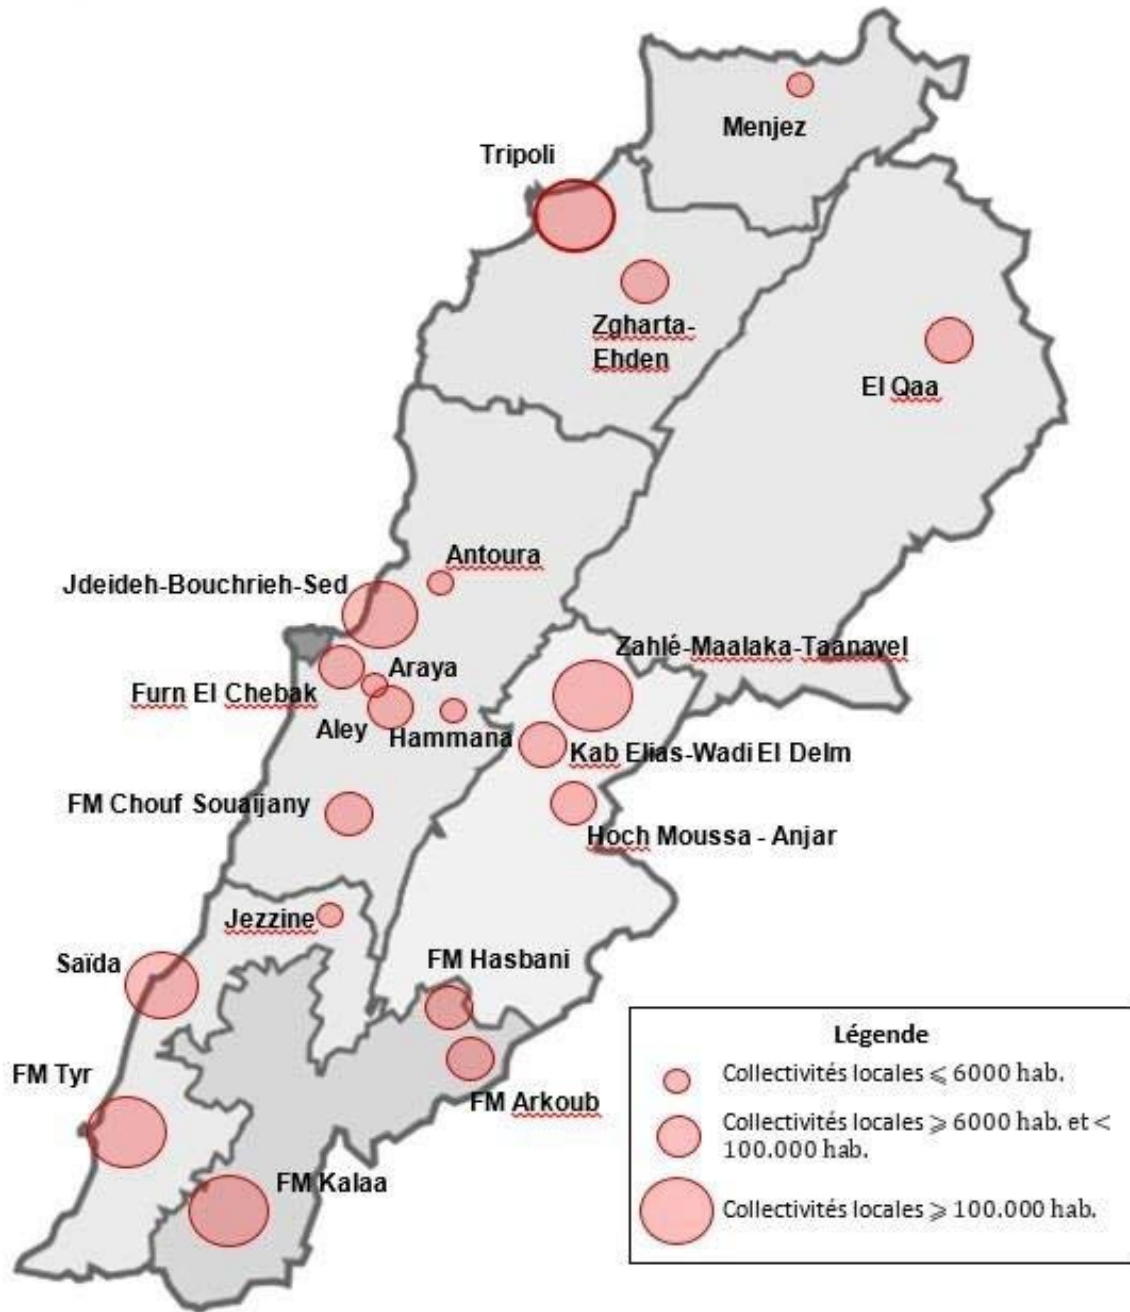 Menjez
Tripoli
Zgharta-
Ehden
El Qaa
Antoura
Jdeideh-Bouchrieh-Sed
Zahlé-Maalaka-Taanayel
Araya
Furn El Chebak
Aley
Hammana
Kab Elias-Wadi El Delm
FM Chouf Souaijany
Hoch Moussa - Anjar
Jezzine
FM Hasbani
Saïda
FM Tyr
FM Arkoub
FM Kalaa
Légende
Collectivités locales ⩽ 6000 hab.
Collectivités locales ⩾ 6000 hab. et <
100.000 hab.
Collectivités locales ⩾ 100.000 hab.